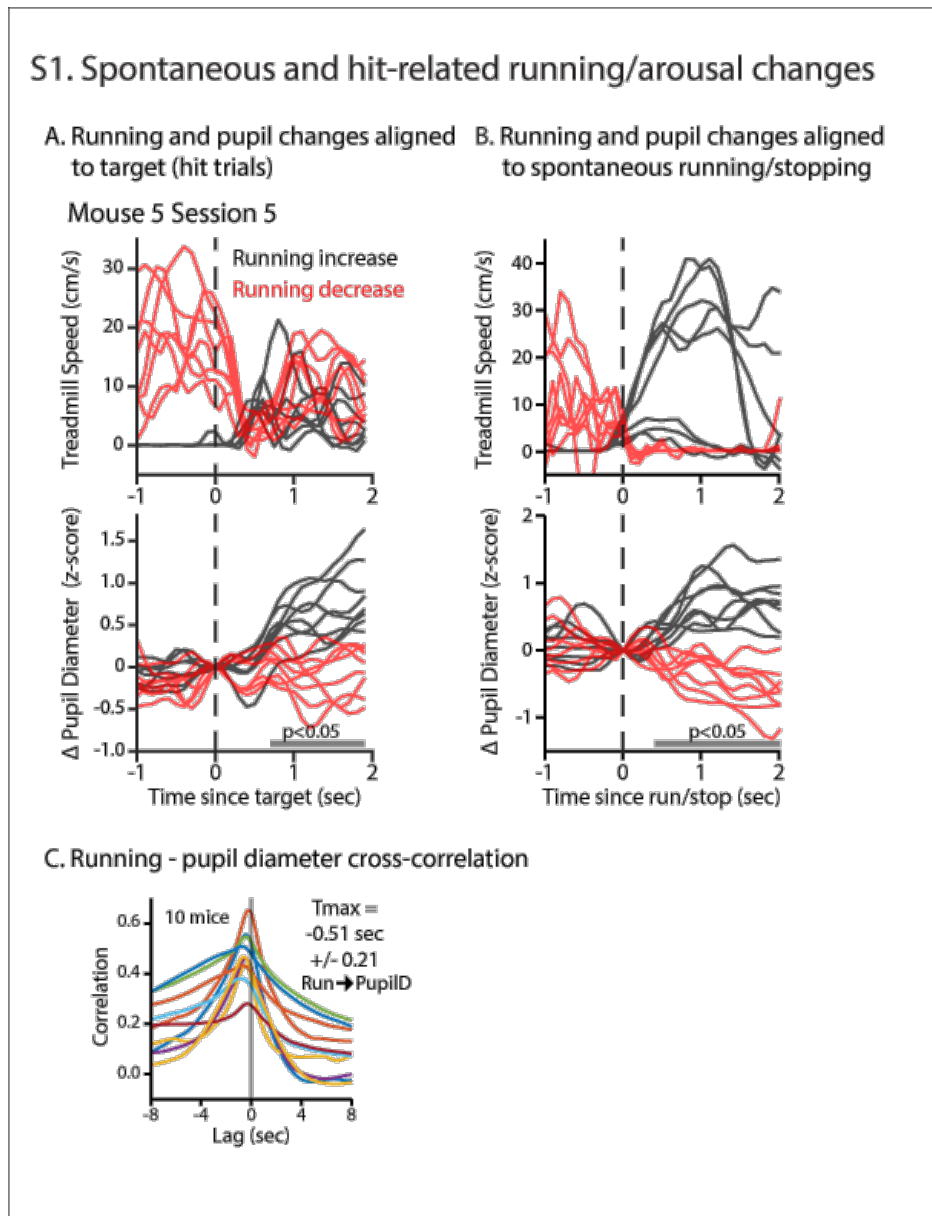 S1. Spontaneous and hit-related running/arousal changes
A. Running and pupil changes aligned
to target (hit trials)
B. Running and pupil changes aligned
to spontaneous running/stopping
Mouse 5 Session 5
Treadmill Speed (cm/s)
30
20
10
0
Running increase
Running decrease
-1 0 1 2
Treadmill Speed (cm/s)
40
30
20
10
0
-1 0 1 2
Δ Pupil Diameter (z-score)
1.5
1.0
0.5
0
-0.5
-1.0
p<0.05
-1 0 1 2
Time since target (sec)
Δ Pupil Diameter (z-score)
2
1
0
-1
p<0.05
-1 0 1 2
Time since run/stop (sec)
C. Running - pupil diameter cross-correlation
Correlation
0.6
0.4
0.2
0.0
10 mice
Tmax =
-0.51 sec
+/- 0.21
Run➔PupilD
-8 -4 0 4 8
Lag (sec)